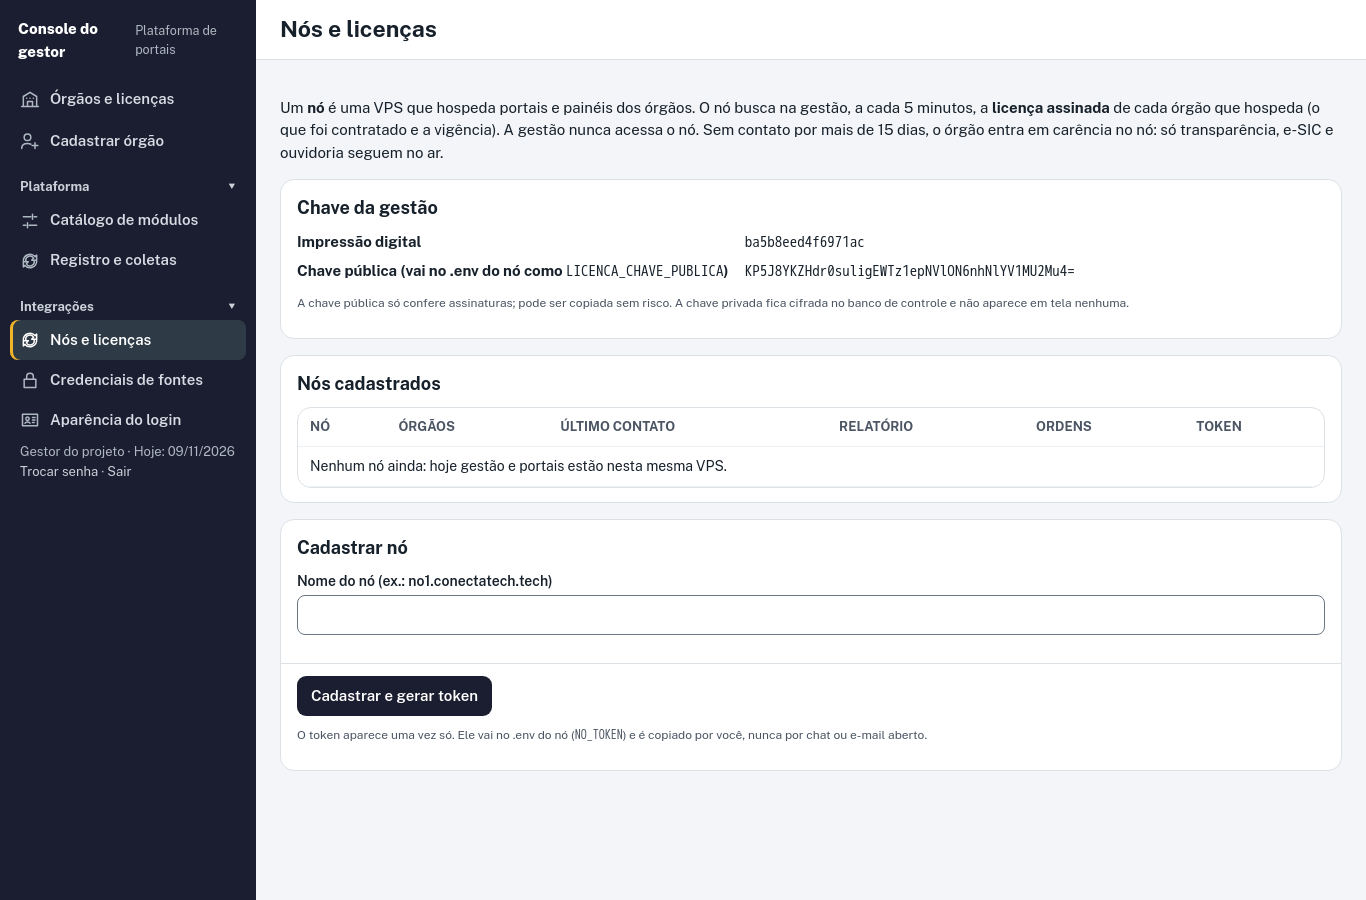 Console do gestor
Plataforma de portais
Órgãos e licenças
Cadastrar órgão
Plataforma ▼
Catálogo de módulos
Registro e coletas
Integrações ▼
Nós e licenças
Credenciais de fontes
Aparência do login
Gestor do projeto · Hoje: 09/11/2026
Trocar senha · Sair
Nós e licenças
Um nó é uma VPS que hospeda portais e painéis dos órgãos. O nó busca na gestão, a cada 5 minutos, a licença assinada de cada órgão que hospeda (o
que foi contratado e a vigência). A gestão nunca acessa o nó. Sem contato por mais de 15 dias, o órgão entra em carência no nó: só transparência, e-SIC e
ouvidoria seguem no ar.
Chave da gestão
Impressão digital ba5b8eed4f6971ac
Chave pública (vai no .env do nó como LICENCA_CHAVE_PUBLICA) KP5J8YKZHdr0suligEWTz1epNVlON6nhNlYV1MU2Mu4=
A chave pública só confere assinaturas; pode ser copiada sem risco. A chave privada fica cifrada no banco de controle e não aparece em tela nenhuma.
Nós cadastrados
NÓ ÓRGÃOS ÚLTIMO CONTATO RELATÓRIO ORDENS TOKEN
Nenhum nó ainda: hoje gestão e portais estão nesta mesma VPS.
Cadastrar nó
Nome do nó (ex.: no1.conectatech.tech)
Cadastrar e gerar token
O token aparece uma vez só. Ele vai no .env do nó (NO_TOKEN) e é copiado por você, nunca por chat ou e-mail aberto.